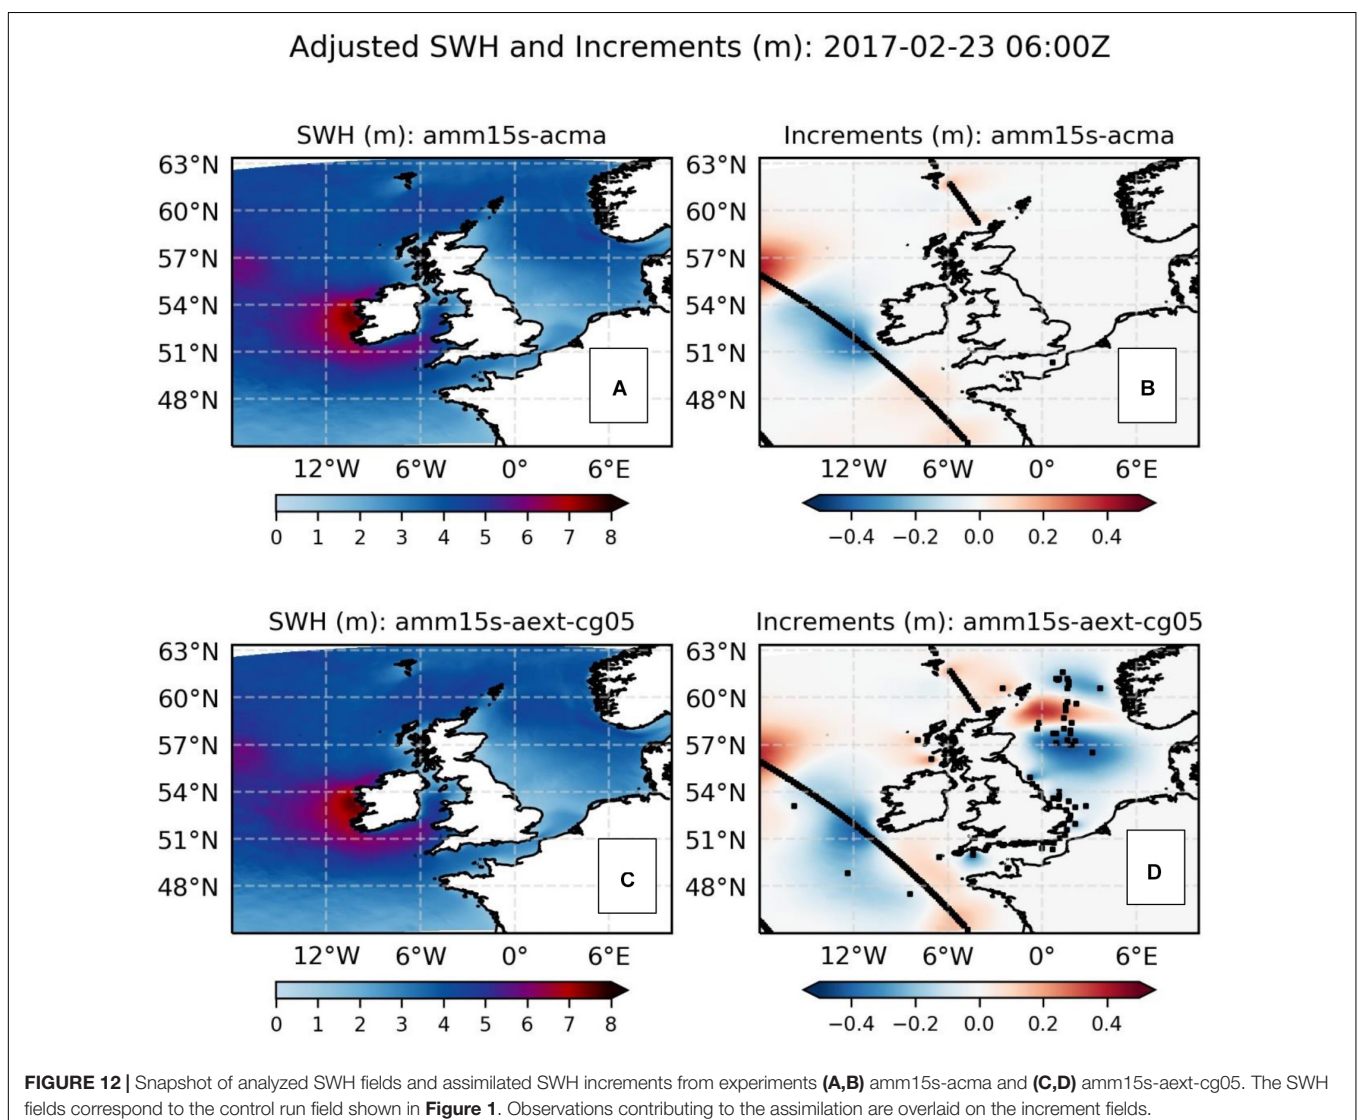 Adjusted SWH and Increments (m): 2017-02-23 06:00Z
SWH (m): amm15s-acma
Increments (m): amm15s-acma
63°N
60°N
57°N
54°N
51°N
48°N
A
12°W 6°W 0° 6°E
0 1 2 3 4 5 6 7 8
63°N
60°N
57°N
54°N
51°N
48°N
B
12°W 6°W 0° 6°E
−0.4 −0.2 0.0 0.2 0.4
SWH (m): amm15s-aext-cg05
Increments (m): amm15s-aext-cg05
63°N
60°N
57°N
54°N
51°N
48°N
C
12°W 6°W 0° 6°E
0 1 2 3 4 5 6 7 8
63°N
60°N
57°N
54°N
51°N
48°N
D
12°W 6°W 0° 6°E
−0.4 −0.2 0.0 0.2 0.4
FIGURE 12 | Snapshot of analyzed SWH fields and assimilated SWH increments from experiments (A,B) amm15s-acma and (C,D) amm15s-aext-cg05. The SWH
fields correspond to the control run field shown in Figure 1. Observations contributing to the assimilation are overlaid on the increment fields.